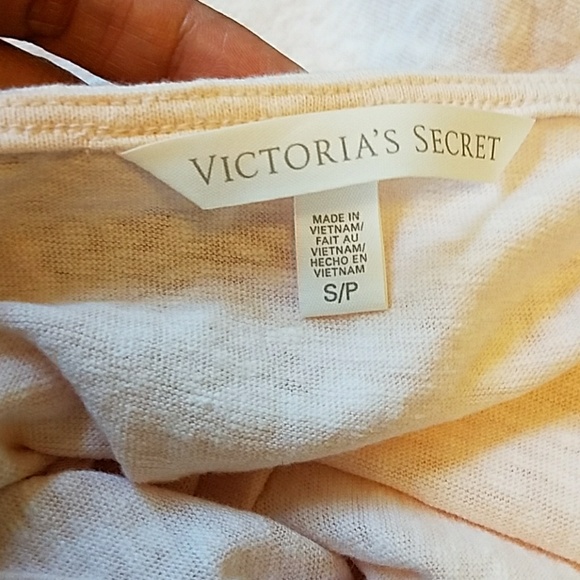 VICTORIA'S SECRET
MADE IN
VIETNAM/
FAIT AU
VIETNAM/
HECHO EN
VIETNAM
S/P